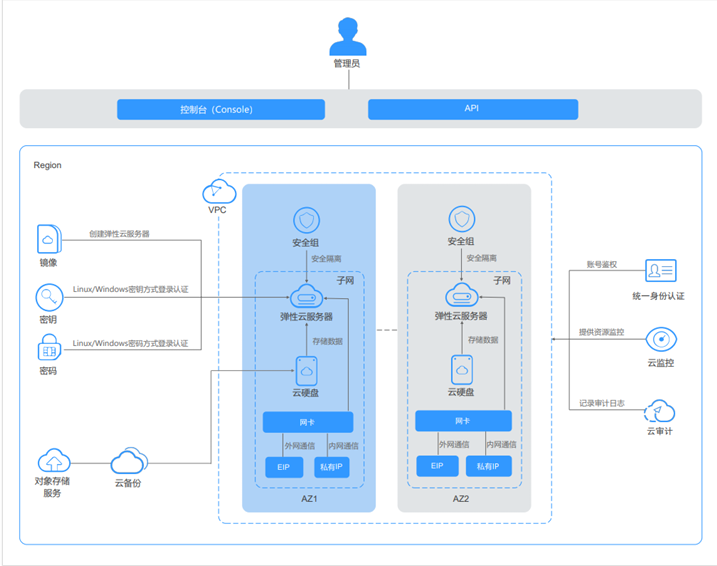 管理员
控制台（Console）
API
Region
VPC
安全组
安全组
创建弹性云服务器
安全隔离
安全隔离
镜像
子网
子网
账号鉴权
统一身份认证
Linux/Windows密钥方式登录认证
密钥
弹性云服务器
弹性云服务器
提供资源监控
云监控
Linux/Windows密码方式登录认证
密码
存储数据
存储数据
云硬盘
云硬盘
记录审计日志
云审计
网卡
网卡
外网通信
内网通信
外网通信
内网通信
EIP
私有IP
EIP
私有IP
对象存储
服务
云备份
AZ1
AZ2